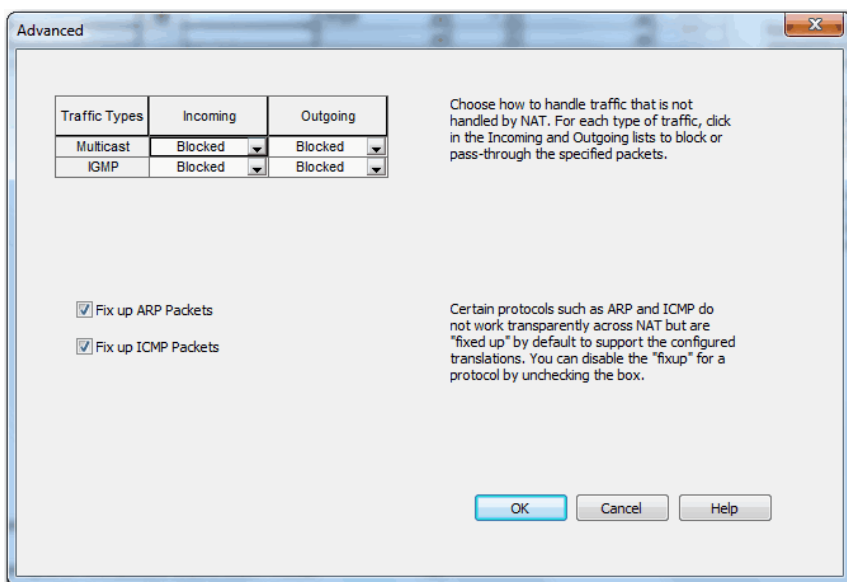 Advanced
Traffic Types Incoming Outgoing
Multicast Blocked Blocked
IGMP Blocked Blocked
Choose how to handle traffic that is not
handled by NAT. For each type of traffic, click
in the Incoming and Outgoing lists to block or
pass-through the specified packets.
Fix up ARP Packets
Fix up ICMP Packets
Certain protocols such as ARP and ICMP do
not work transparently across NAT but are
"fixed up" by default to support the configured
translations. You can disable the "fixup" for a
protocol by unchecking the box.
OK Cancel Help